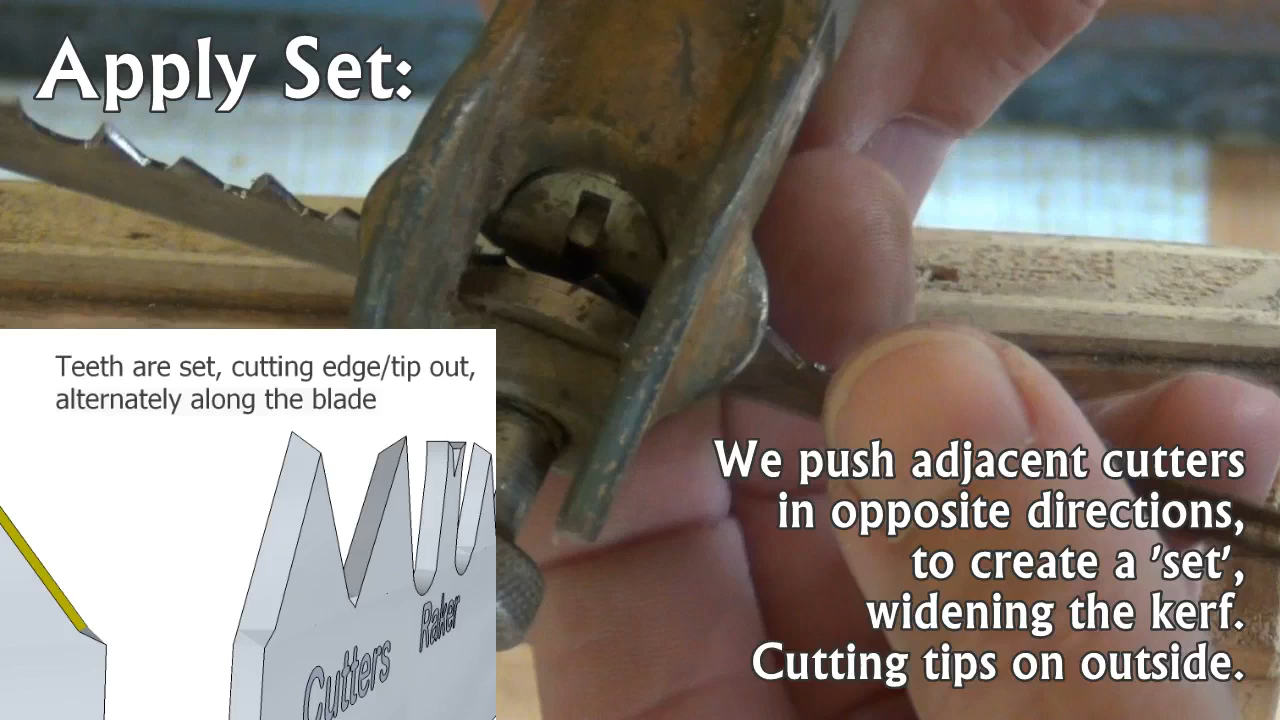 Apply Set:
Teeth are set, cutting edge/tip out,
alternately along the blade
Cutters
Raker
We push adjacent cutters
in opposite directions,
to create a 'set',
widening the kerf.
Cutting tips on outside.